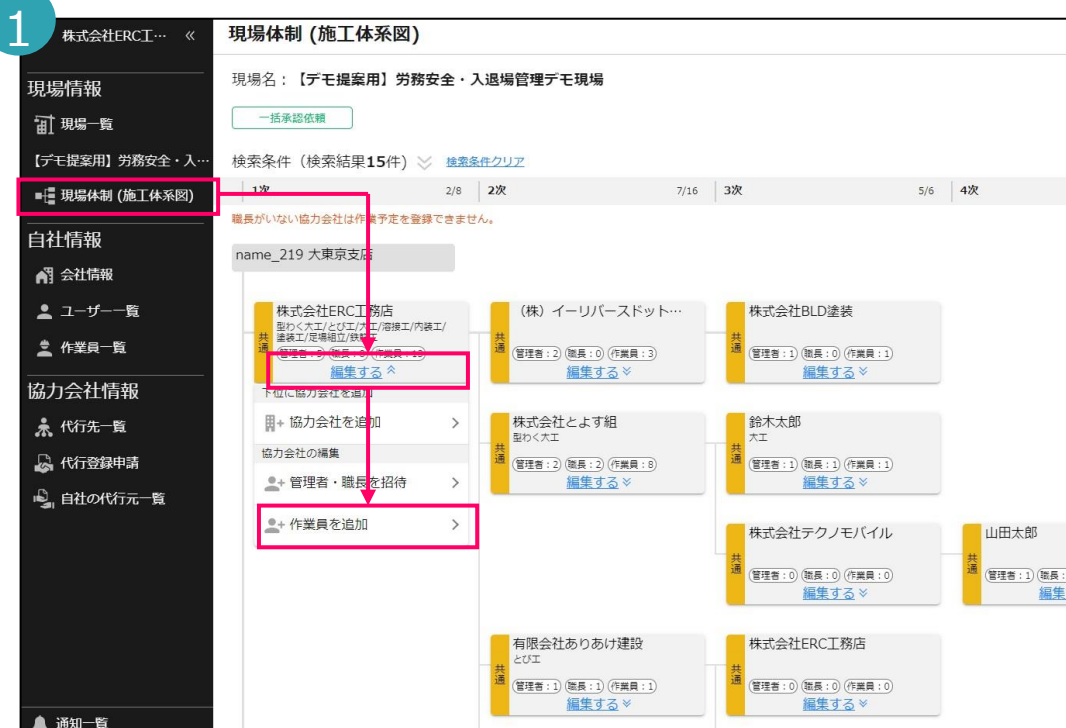 1
株式会社ERC工… «
現場情報
現場一覧
【デモ提案用】労務安全・入…
現場体制 (施工体系図)
自社情報
会社情報
ユーザー一覧
作業員一覧
協力会社情報
代行先一覧
代行登録申請
自社の代行元一覧
通知一覧
現場体制 (施工体系図)
現場名：【デモ提案用】労務安全・入退場管理デモ現場
一括承認依頼
検索条件（検索結果15件） 検索条件クリア
1次 2/8 2次 7/16 3次 5/6 4次
職長がいない協力会社は作業予定を登録できません。
name_219 大東京支店
共通
株式会社ERC工務店
型わく大工/とび工/大工/溶接工/内装工/
塗装工/足場組立/鉄
編集する
下位に協力会社を追加
協力会社を追加
協力会社の編集
管理者・職長を招待
作業員を追加
共通
（株）イーリバースドット…
管理者：2 職長：0 作業員：3
編集する
共通
株式会社BLD塗装
管理者：1 職長：0 作業員：1
編集する
共通
株式会社とよす組
型わく大工
管理者：2 職長：2 作業員：8
編集する
共通
鈴木太郎
大工
管理者：1 職長：1 作業員：1
編集する
共通
株式会社テクノモバイル
管理者：0 職長：0 作業員：0
編集する
共通
山田太郎
管理者：1 職長：
編集
共通
有限会社ありあけ建設
とび工
管理者：1 職長：1 作業員：1
編集する
共通
株式会社ERC工務店
管理者：0 職長：0 作業員：0
編集する